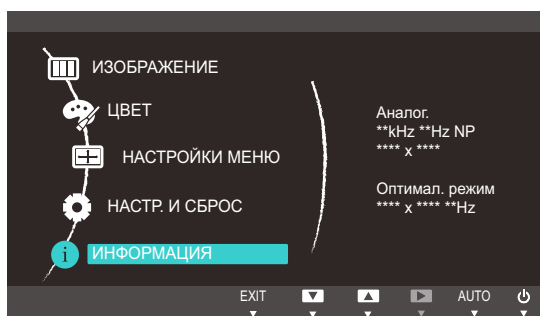 ИЗОБРАЖЕНИЕ
ЦВЕТ
НАСТРОЙКИ МЕНЮ
НАСТР. И СБРОС
i ИНФОРМАЦИЯ
Аналог.
**kHz **Hz NP
**** x ****
Оптимал. режим
**** x **** **Hz
EXIT AUTO